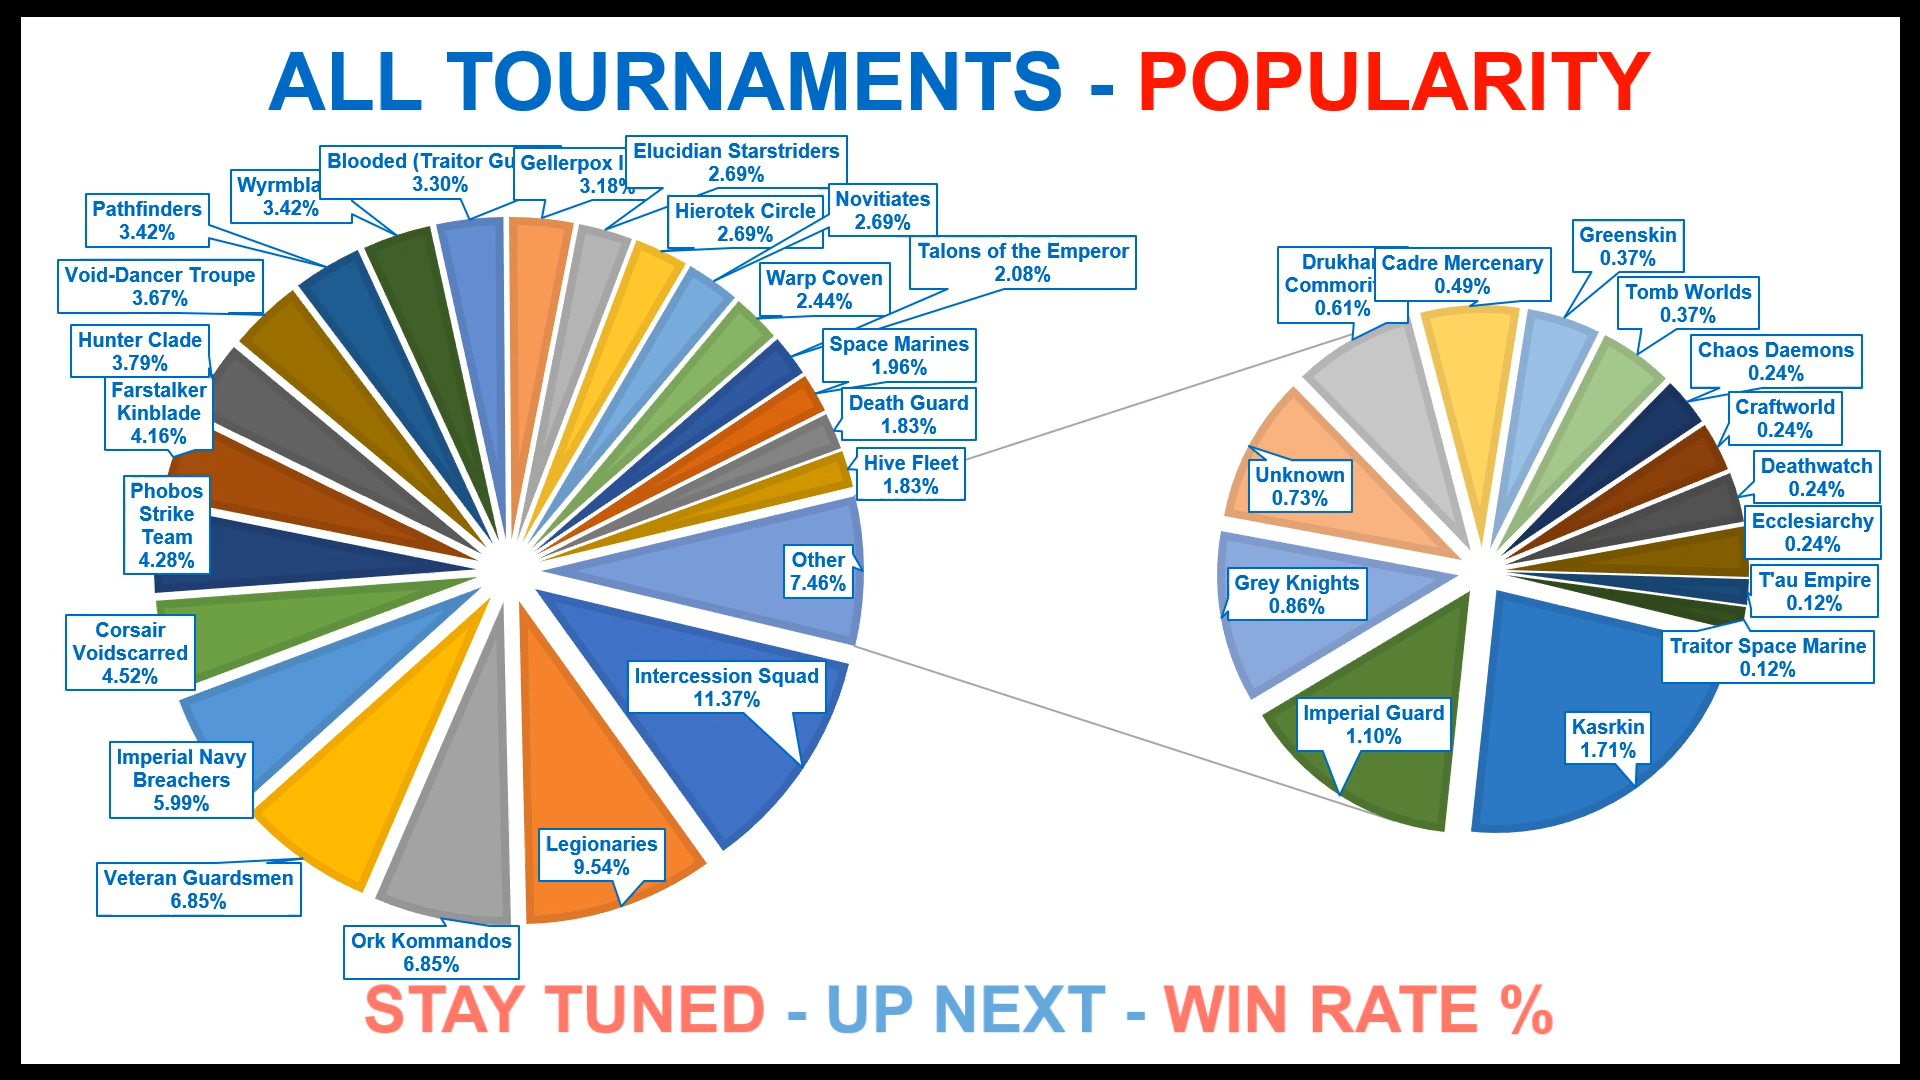 ALL TOURNAMENTS - POPULARITY
Elucidian Starstriders
2.69%
Blooded (Traitor
3.30%
Gellerpox
3.18%
3.42%
Pathfinders
3.42%
Novitiates
2.69%
Hierotek Circle
2.69%
Talons of the Emperor
2.08%
Void-Dancer Troupe
3.67%
Warp Coven
2.44%
Hunter Clade
3.79%
Space Marines
1.96%
Farstalker
Kinblade
4.16%
Death Guard
1.83%
Hive Fleet
1.83%
Phobos
Strike
Team
4.28%
Other
7.46%
Corsair
Voidscarred
4.52%
Intercession Squad
11.37%
Imperial Navy
Breachers
5.99%
Veteran Guardsmen
6.85%
Legionaries
9.54%
Ork Kommandos
6.85%
0.61%
Cadre Mercenary
0.49%
Greenskin
0.37%
Tomb Worlds
0.37%
Chaos Daemons
0.24%
Craftworld
0.24%
Deathwatch
0.24%
Ecclesiarchy
0.24%
T'au Empire
0.12%
Traitor Space Marine
0.12%
Unknown
0.73%
Grey Knights
0.86%
Imperial Guard
1.10%
Kasrkin
1.71%
STAY TUNED - UP NEXT - WIN RATE %